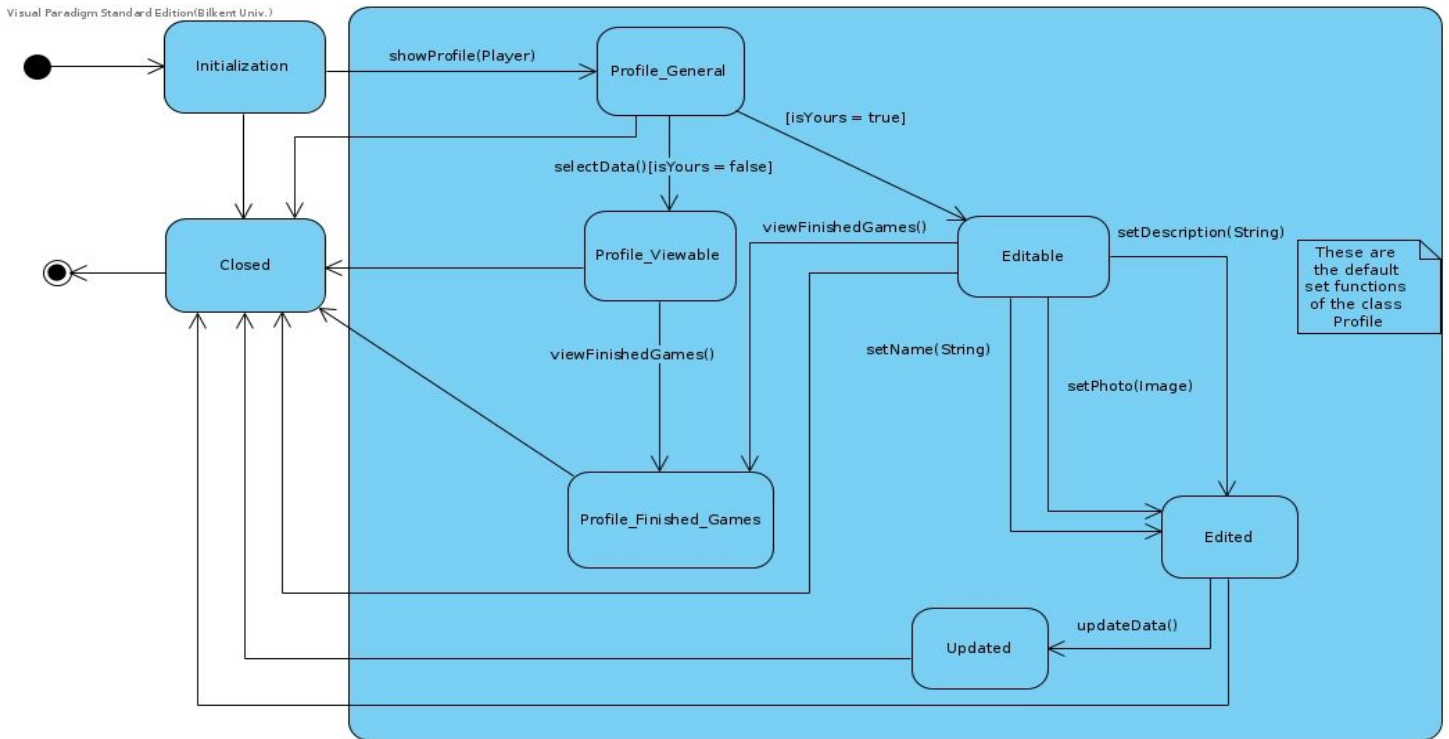 Visual Paradigm Standard Edition(Bilkent Univ.)
Initialization
showProfile(Player)
Profile_General
[isYours = true]
selectData()[isYours = false]
Closed
Profile_Viewable
viewFinishedGames()
Editable
setDescription(String)
These are
the default
set functions
of the class
Profile
viewFinishedGames()
setName(String)
setPhoto(Image)
Profile_Finished_Games
Edited
updateData()
Updated